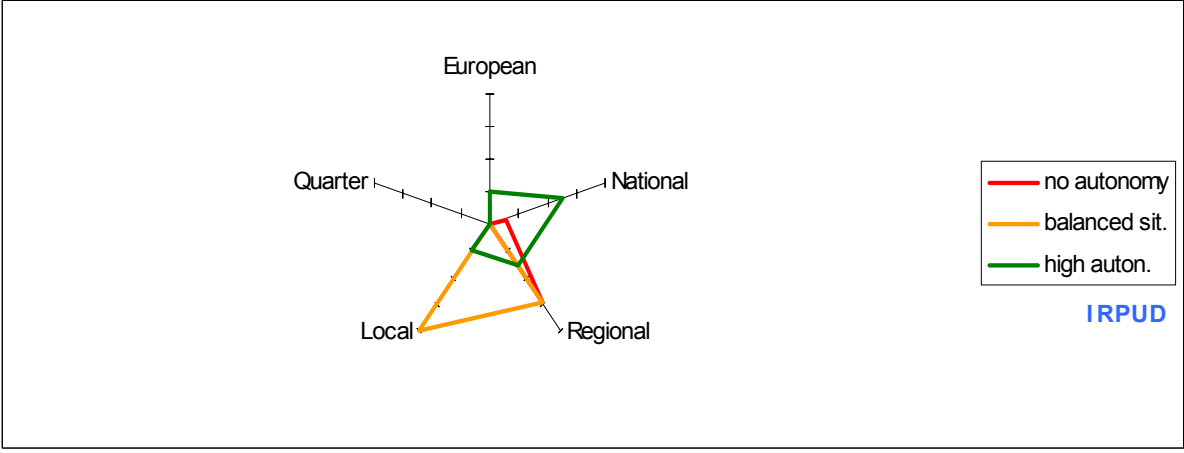 European
Quarter
National
Local
Regional
no autonomy
balanced sit.
high auton.
IRPUD